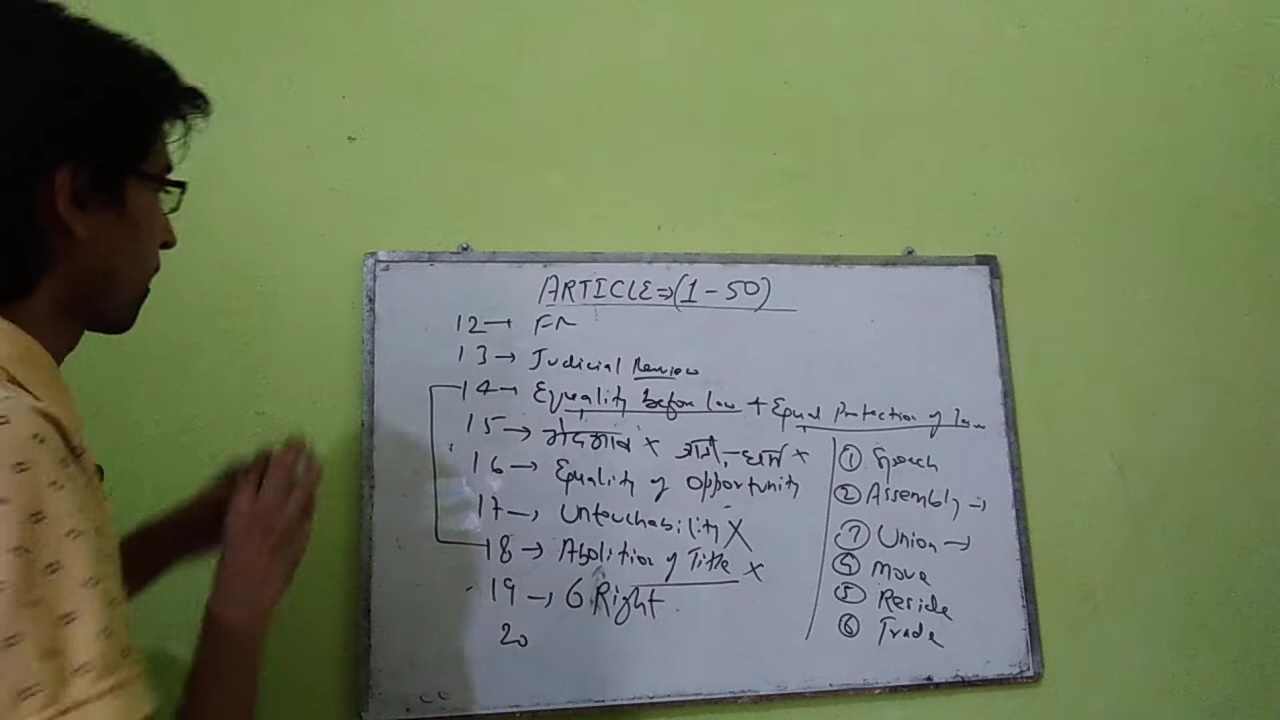 ARTICLE⇒(1-50)
12→ FR
13→ Judicial Review
14→ Equality before law + Equal Protection of law
15→ भेदभाव × जाति,-धर्म ×
16→ Equality of opportunity
17→ Untouchability X
18→ Abolition of Title X
19→ 6 Right
20
① Speech
② Assembly→
③ Union→
④ Move
⑤ Reside
⑥ Trade